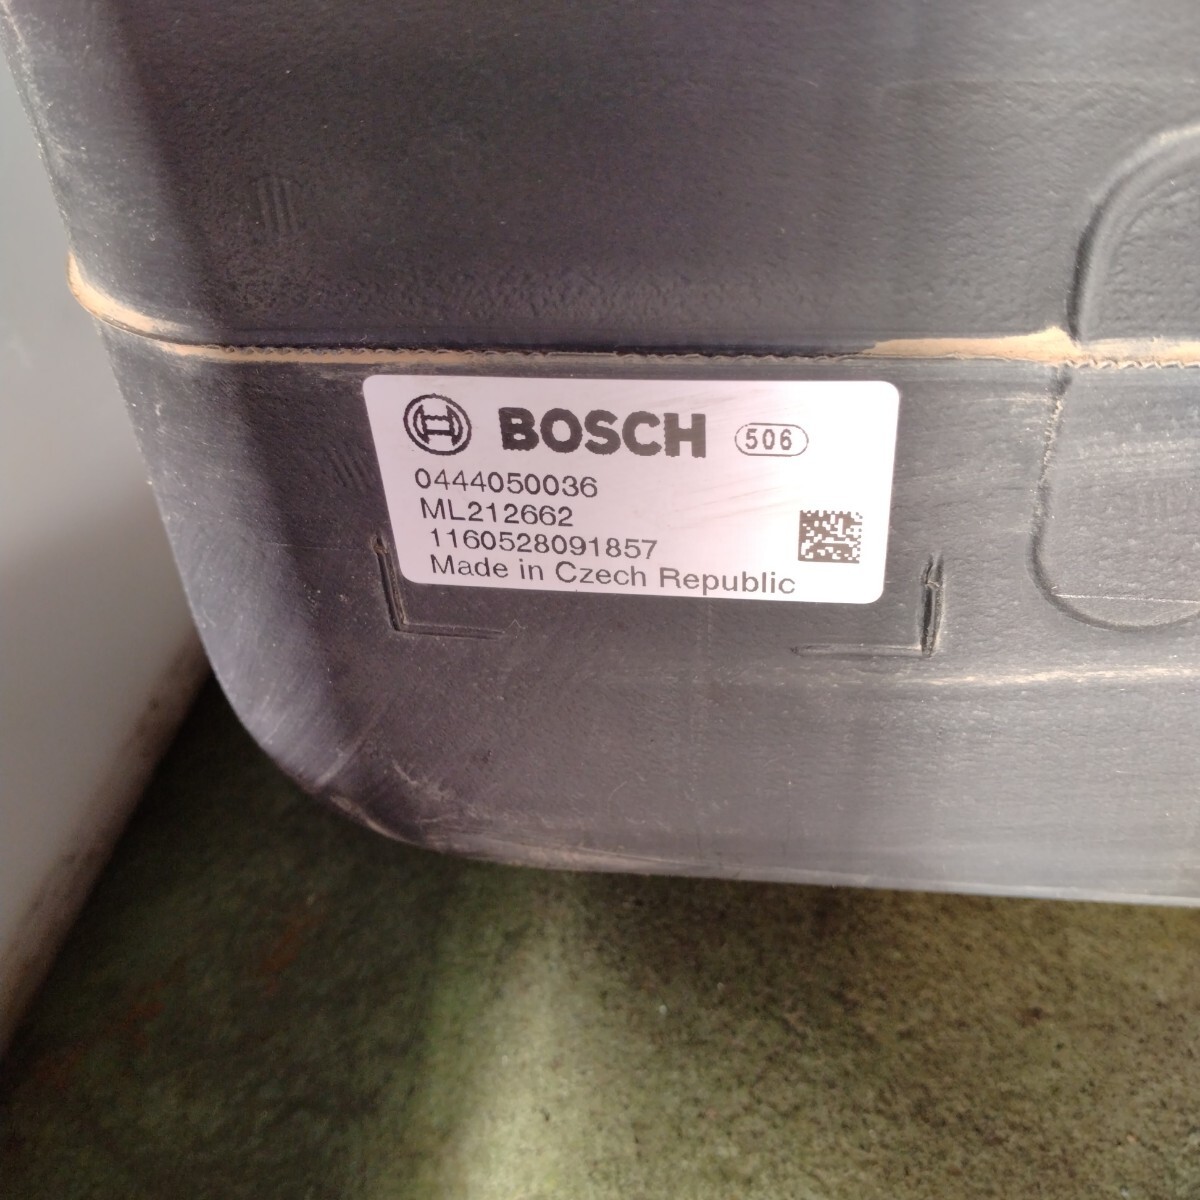 BOSCH 506
0444050036
ML212662
1160528091857
Made in Czech Republic